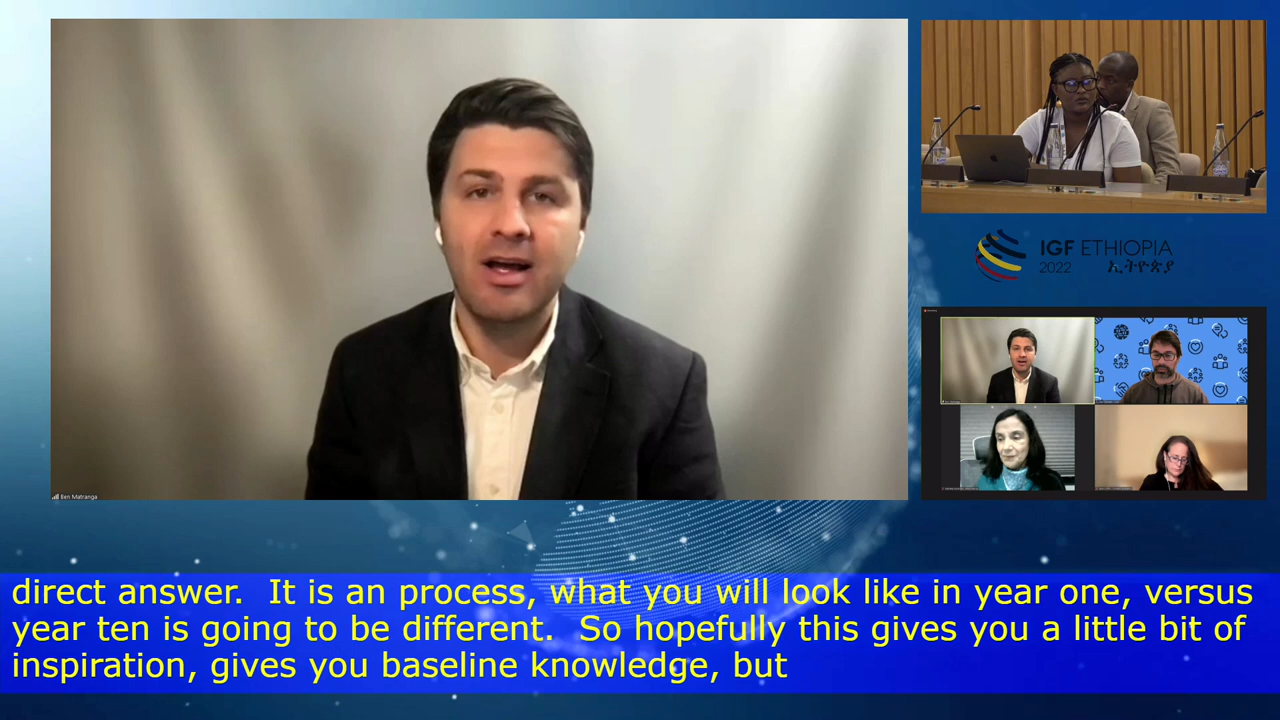 Ben Matranga
IGF ETHIOPIA
2022 ኢትዮጵያ
direct answer. It is an process, what you will look like in year one, versus
year ten is going to be different. So hopefully this gives you a little bit of
inspiration, gives you baseline knowledge, but